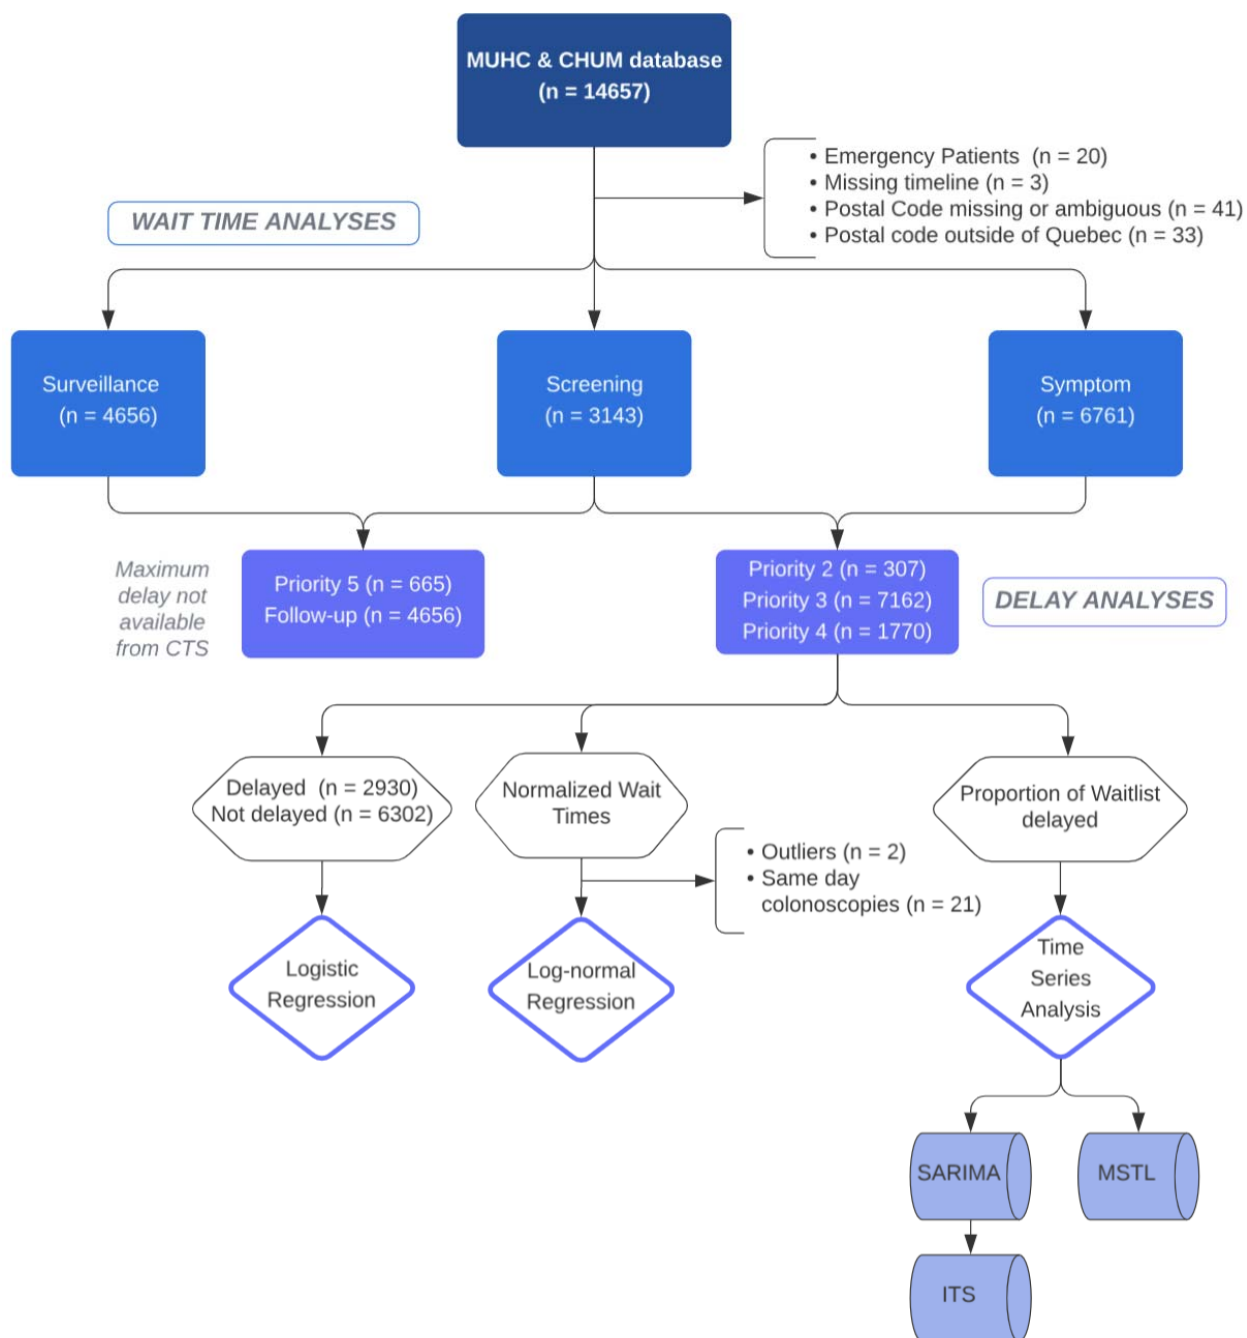 MUHC & CHUM database
(n = 14657)
• Emergency Patients  (n = 20)
• Missing timeline (n = 3)
• Postal Code missing or ambiguous (n = 41)
• Postal code outside of Quebec (n = 33)
WAIT TIME ANALYSES
Surveillance
(n = 4656)
Screening
(n = 3143)
Symptom
(n = 6761)
Maximum
delay not
available
from CTS
Priority 5 (n = 665)
Follow-up (n = 4656)
Priority 2 (n = 307)
Priority 3 (n = 7162)
Priority 4 (n = 1770)
DELAY ANALYSES
Delayed  (n = 2930)
Not delayed (n = 6302)
Normalized Wait
Times
Proportion of Waitlist
delayed
• Outliers (n = 2)
• Same day
colonoscopies (n = 21)
Logistic
Regression
Log-normal
Regression
Time
Series
Analysis
SARIMA
MSTL
ITS